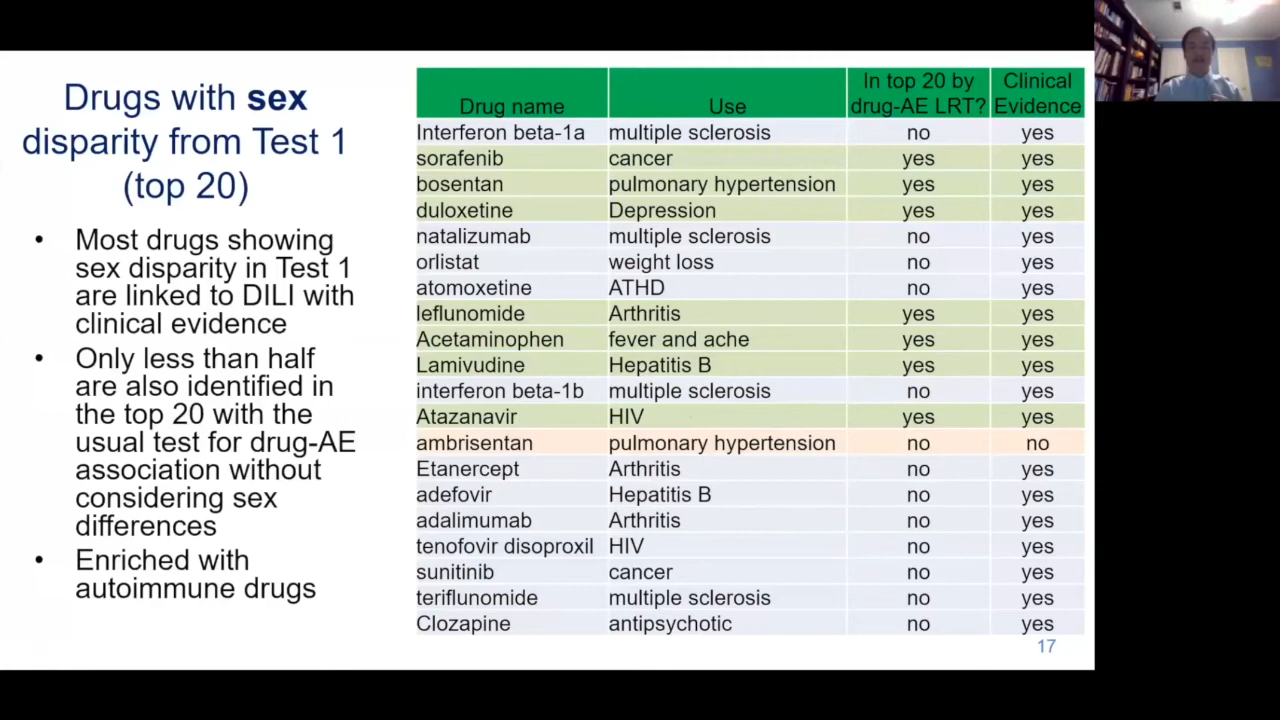 Drugs with sex
disparity from Test 1
(top 20)
• Most drugs showing
sex disparity in Test 1
are linked to DILI with
clinical evidence
• Only less than half
are also identified in
the top 20 with the
usual test for drug-AE
association without
considering sex
differences
• Enriched with
autoimmune drugs
Drug name Use In top 20 by drug-AE LRT? Clinical Evidence
Interferon beta-1a multiple sclerosis no yes
sorafenib cancer yes yes
bosentan pulmonary hypertension yes yes
duloxetine Depression yes yes
natalizumab multiple sclerosis no yes
orlistat weight loss no yes
atomoxetine ATHD no yes
leflunomide Arthritis yes yes
Acetaminophen fever and ache yes yes
Lamivudine Hepatitis B yes yes
interferon beta-1b multiple sclerosis no yes
Atazanavir HIV yes yes
ambrisentan pulmonary hypertension no no
Etanercept Arthritis no yes
adefovir Hepatitis B no yes
adalimumab Arthritis no yes
tenofovir disoproxil HIV no yes
sunitinib cancer no yes
teriflunomide multiple sclerosis no yes
Clozapine antipsychotic no yes
17